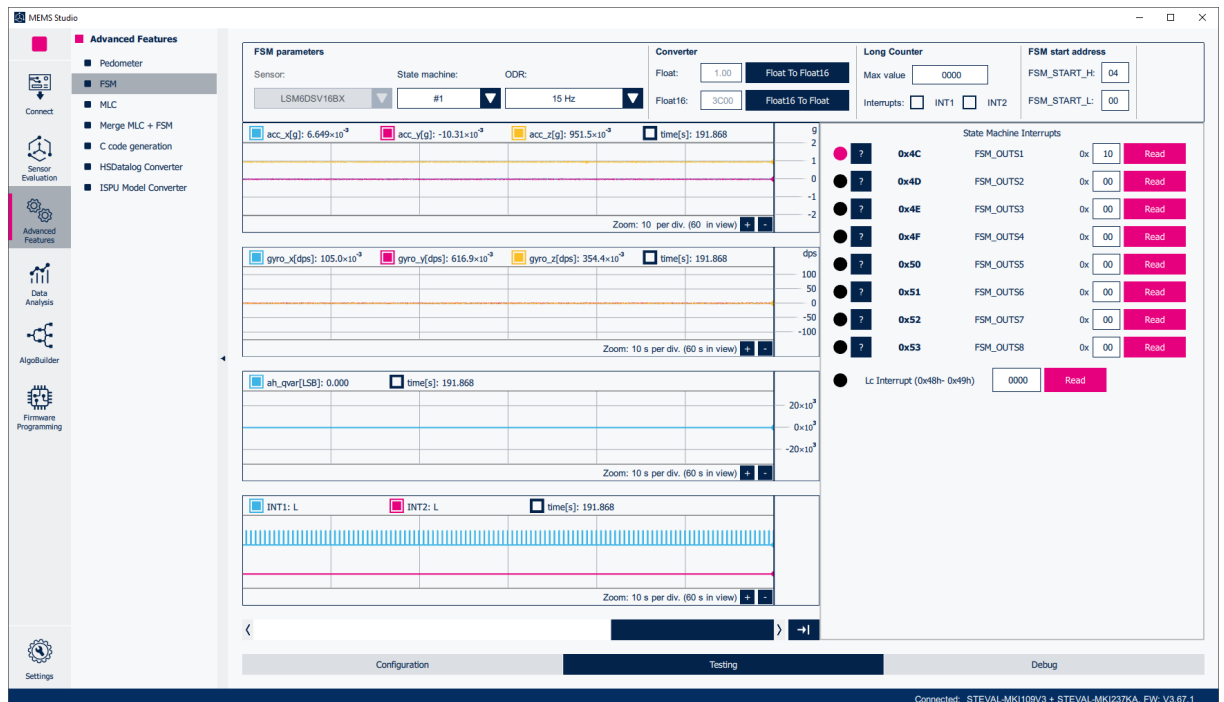 MEMS Studio
Connect
Sensor
Evaluation
Advanced
Features
Data
Analysis
AlgoBuilder
Firmware
Programming
Settings
Advanced Features
Pedometer
FSM
MLC
Merge MLC + FSM
C code generation
HSDatalog Converter
ISPU Model Converter
FSM parameters
Sensor: State machine: ODR:
LSM6DSV16BX #1 15 Hz
Converter
Float: 1.00 Float To Float16
Float16: 3C00 Float16 To Float
Long Counter
Max value 0000
Interrupts: INT1 INT2
FSM start address
FSM_START_H: 04
FSM_START_L: 00
acc_x[g]: 6.649×10⁻³ acc_y[g]: -10.31×10⁻³ acc_z[g]: 951.5×10⁻³ time[s]: 191.868 g
2
1
0
-1
-2
Zoom: 10 per div. (60 in view) + -
gyro_x[dps]: 105.0×10⁻³ gyro_y[dps]: 616.9×10⁻³ gyro_z[dps]: 354.4×10⁻³ time[s]: 191.868 dps
100
50
0
-50
-100
Zoom: 10 s per div. (60 s in view) + -
ah_qvar[LSB]: 0.000 time[s]: 191.868
20×10³
0×10³
-20×10³
Zoom: 10 s per div. (60 s in view) + -
INT1: L INT2: L time[s]: 191.868
Zoom: 10 s per div. (60 s in view) + -
State Machine Interrupts
? 0x4C FSM_OUTS1 0x 10 Read
? 0x4D FSM_OUTS2 0x 00 Read
? 0x4E FSM_OUTS3 0x 00 Read
? 0x4F FSM_OUTS4 0x 00 Read
? 0x50 FSM_OUTS5 0x 00 Read
? 0x51 FSM_OUTS6 0x 00 Read
? 0x52 FSM_OUTS7 0x 00 Read
? 0x53 FSM_OUTS8 0x 00 Read
Lc Interrupt (0x48h- 0x49h) 0000 Read
Configuration Testing Debug
Connected: STEVAL-MKI109V3 + STEVAL-MKI237KA, FW: V3.67.1